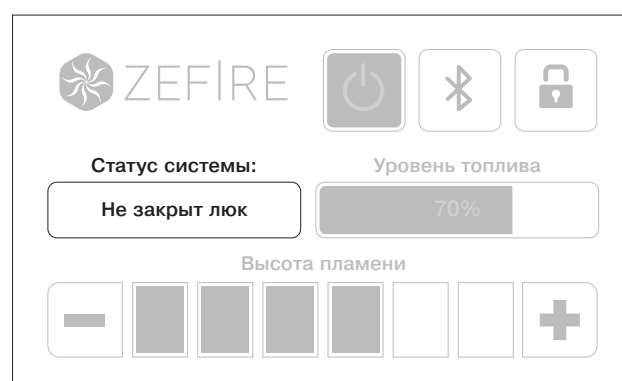 ZEFIRE
Статус системы:
Уровень топлива
Не закрыт люк
70%
Высота пламени